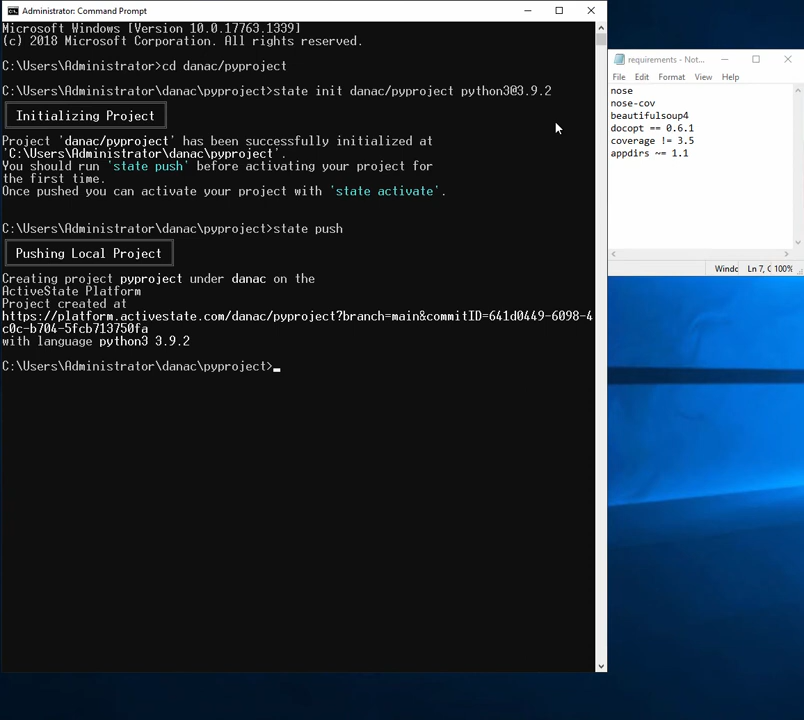 Administrator: Command Prompt
Microsoft Windows [Version 10.0.17763.1339]
(c) 2018 Microsoft Corporation. All rights reserved.
C:\Users\Administrator>cd danac/pyproject
C:\Users\Administrator\danac\pyproject>state init danac/pyproject python3@3.9.2
Initializing Project
Project 'danac/pyproject' has been successfully initialized at
'C:\Users\Administrator\danac\pyproject'.
You should run 'state push' before activating your project for
the first time.
Once pushed you can activate your project with 'state activate'.
C:\Users\Administrator\danac\pyproject>state push
Pushing Local Project
Creating project pyproject under danac on the
ActiveState Platform
Project created at
https://platform.activestate.com/danac/pyproject?branch=main&commitID=641d0449-6098-4
c0c-b704-5fcb713750fa
with language python3 3.9.2
C:\Users\Administrator\danac\pyproject>
requirements - Not...
File Edit Format View Help
nose
nose-cov
beautifulsoup4
docopt == 0.6.1
coverage != 3.5
appdirs ~= 1.1
Windc Ln 7, C 100%